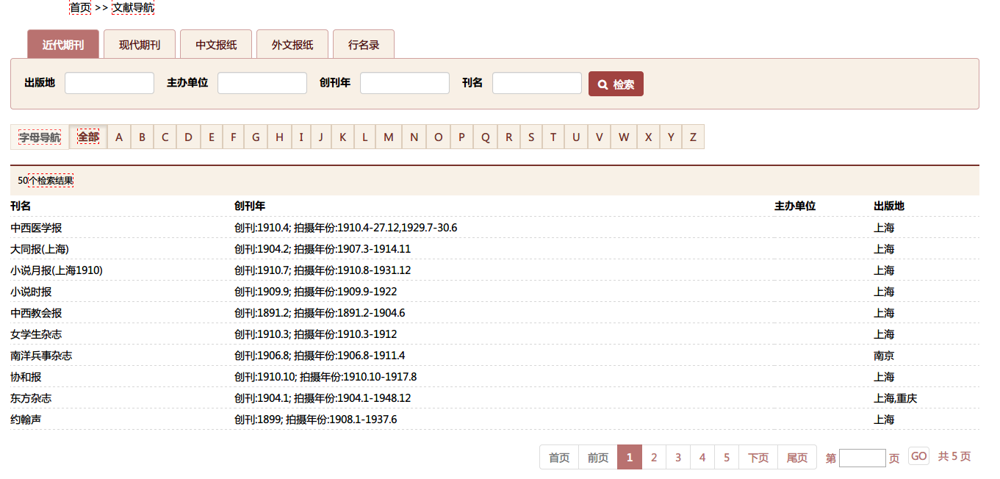 首页 >> 文献导航
近代期刊 现代期刊 中文报纸 外文报纸 行名录
出版地 主办单位 创刊年 刊名 检索
字母导航 全部 A B C D E F G H I J K L M N O P Q R S T U V W X Y Z
50个检索结果
刊名 创刊年 主办单位 出版地
中西医学报 创刊:1910.4; 拍摄年份:1910.4-27.12,1929.7-30.6 上海
大同报(上海) 创刊:1904.2; 拍摄年份:1907.3-1914.11 上海
小说月报(上海1910) 创刊:1910.7; 拍摄年份:1910.8-1931.12 上海
小说时报 创刊:1909.9; 拍摄年份:1909.9-1922 上海
中西教会报 创刊:1891.2; 拍摄年份:1891.2-1904.6 上海
女学生杂志 创刊:1910.3; 拍摄年份:1910.3-1912 上海
南洋兵事杂志 创刊:1906.8; 拍摄年份:1906.8-1911.4 南京
协和报 创刊:1910.10; 拍摄年份:1910.10-1917.8 上海
东方杂志 创刊:1904.1; 拍摄年份:1904.1-1948.12 上海,重庆
约翰声 创刊:1899; 拍摄年份:1908.1-1937.6 上海
首页 前页 1 2 3 4 5 下页 尾页 第 页 GO 共 5 页